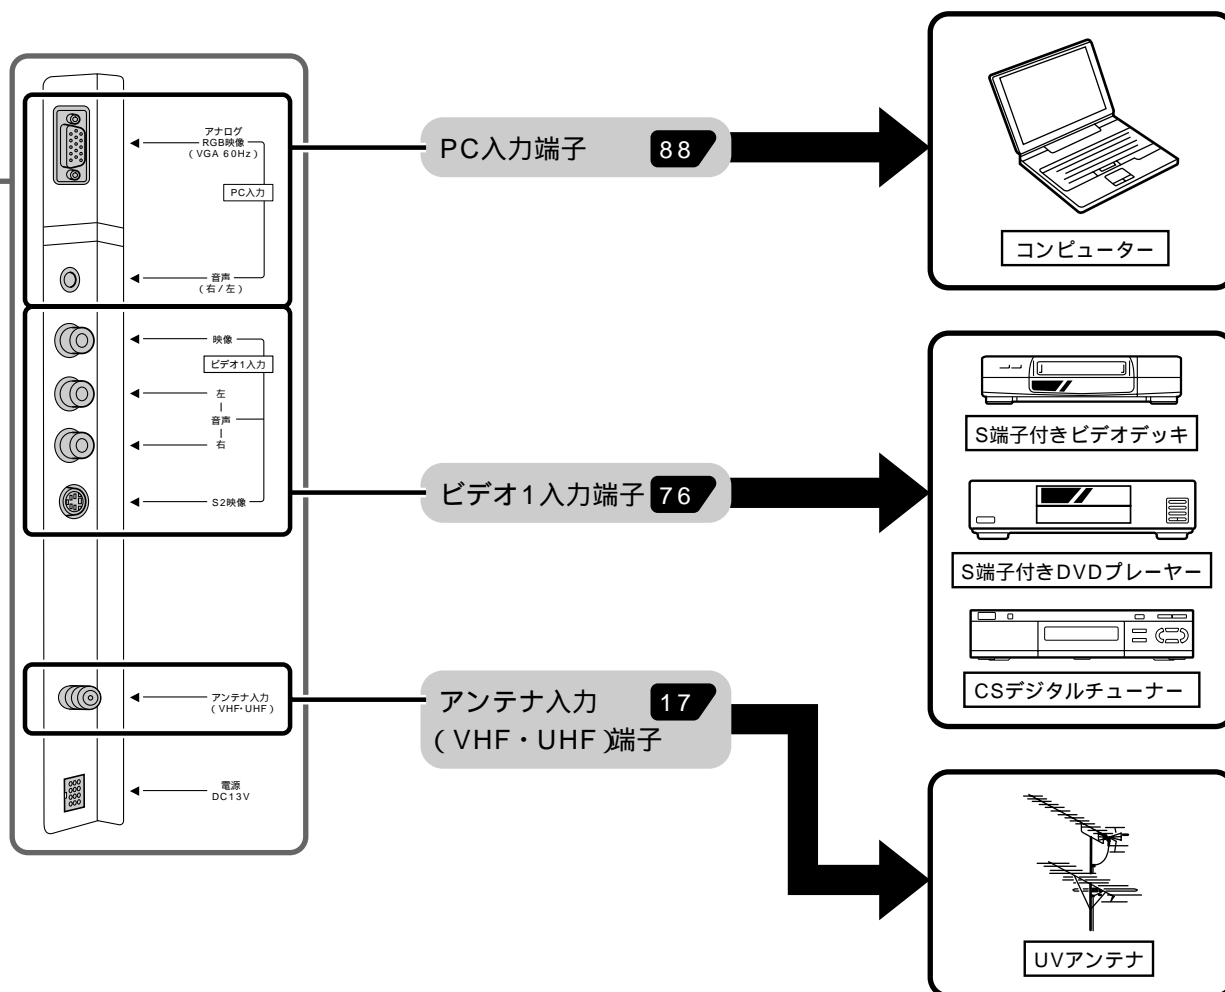 アナログ
RGB映像
(VGA 60Hz)
PC入力
音声
(右/左)
映像
ビデオ1入力
左
音声
右
S2映像
アンテナ入力
(VHF・UHF)
電源
DC13V
PC入力端子 88
ビデオ1入力端子 76
アンテナ入力 17
(VHF・UHF)端子
コンピューター
S端子付きビデオデッキ
S端子付きDVDプレーヤー
CSデジタルチューナー
UVアンテナ